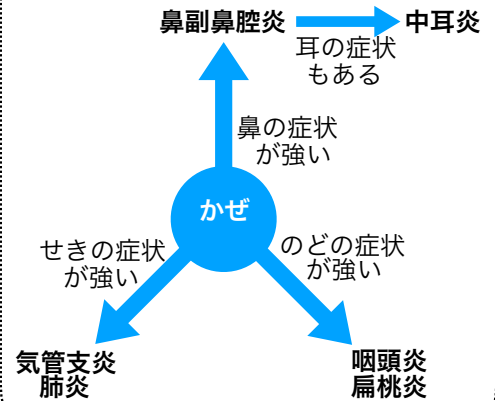 鼻副鼻腔炎
中耳炎
耳の症状
もある
鼻の症状
が強い
かぜ
せきの症状
が強い
のどの症状
が強い
気管支炎
肺炎
咽頭炎
扁桃炎